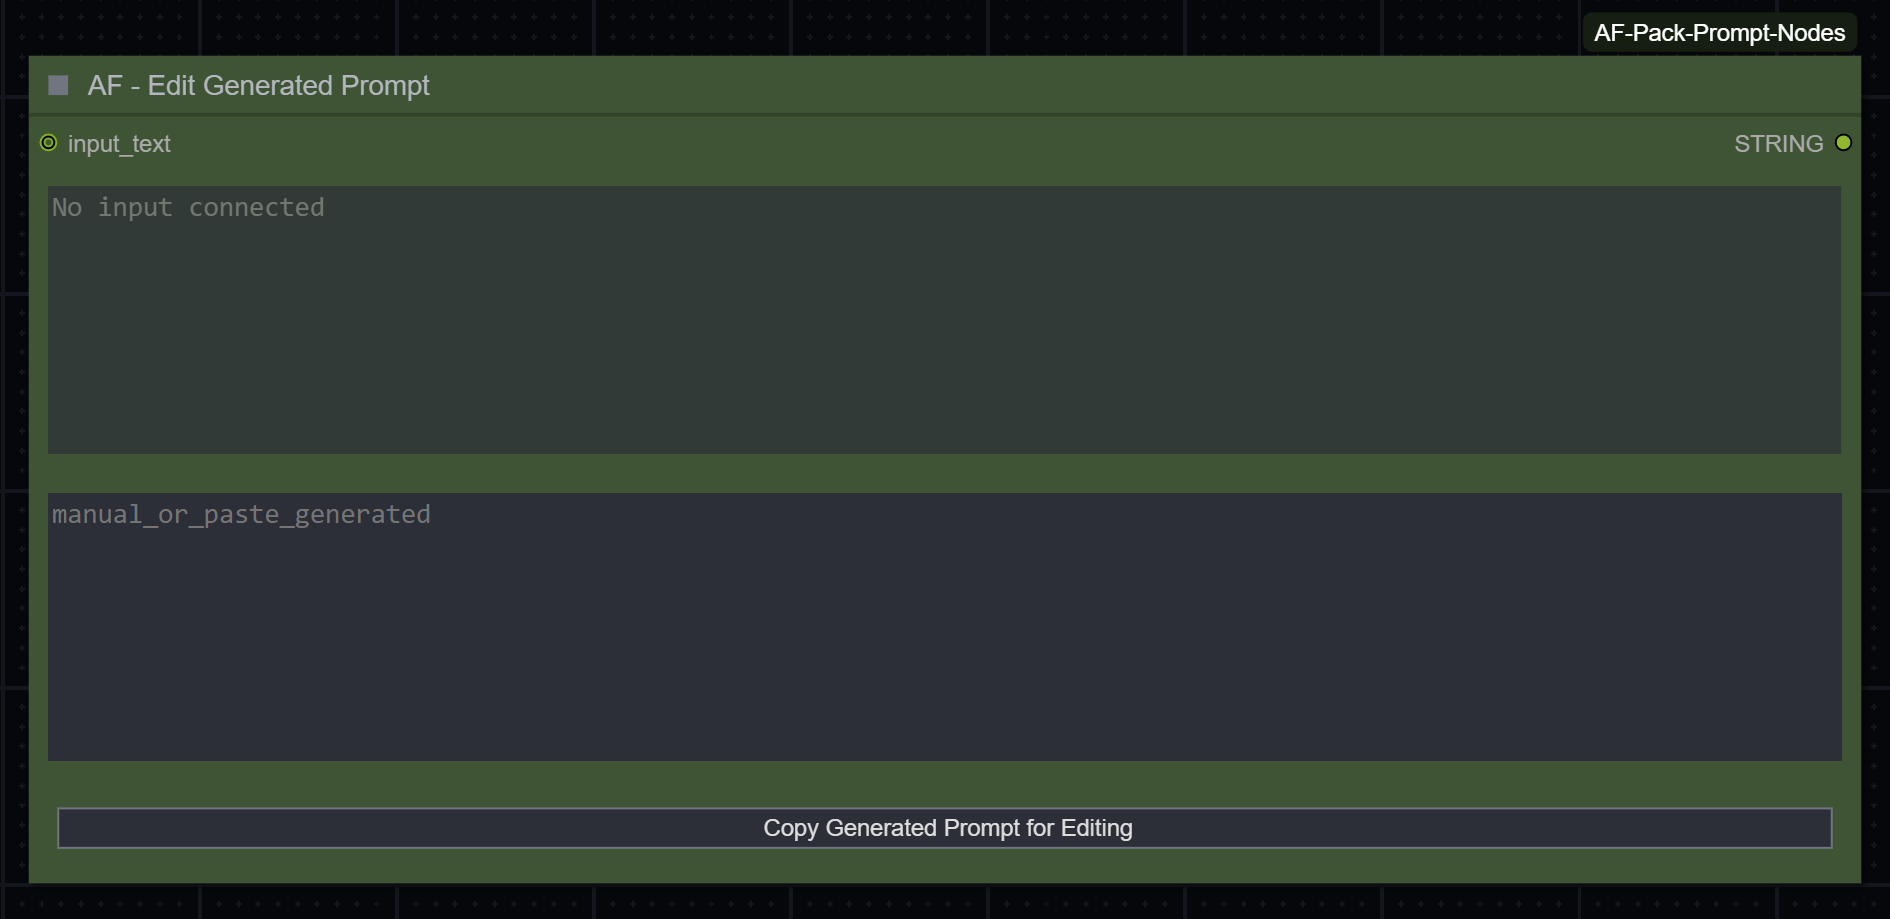 AF-Pack-Prompt-Nodes
AF - Edit Generated Prompt
input_text
STRING
No input connected
manual_or_paste_generated
Copy Generated Prompt for Editing